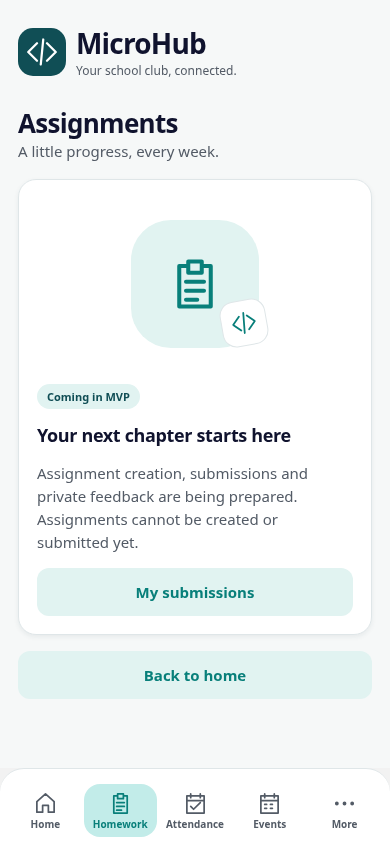 MicroHub
Your school club, connected.
Assignments
A little progress, every week.
Coming in MVP
Your next chapter starts here
Assignment creation, submissions and
private feedback are being prepared.
Assignments cannot be created or
submitted yet.
My submissions
Back to home
Home
Homework
Attendance
Events
More